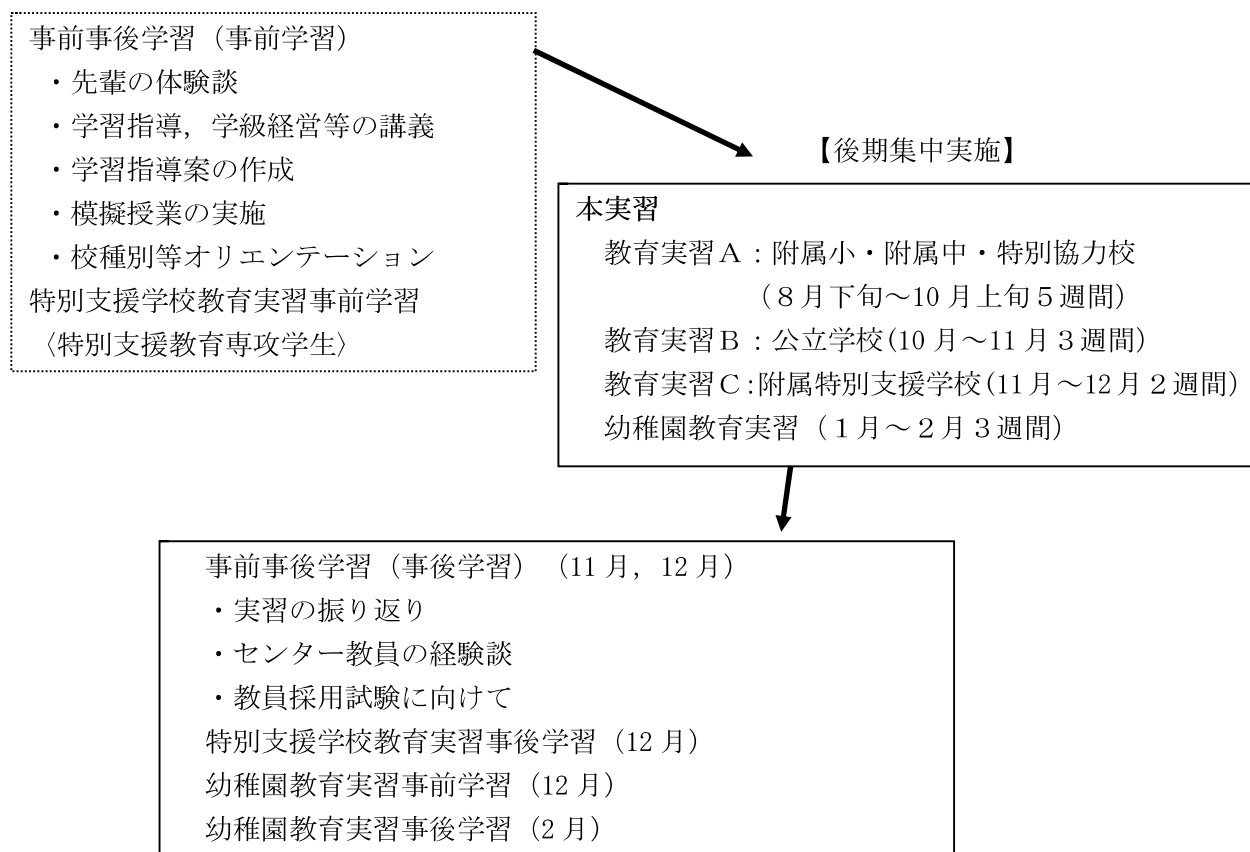 事前事後学習（事前学習）
・先輩の体験談
・学習指導，学級経営等の講義
・学習指導案の作成
・模擬授業の実施
・校種別等オリエンテーション
特別支援学校教育実習事前学習
〈特別支援教育専攻学生〉
【後期集中実施】
本実習
教育実習Ａ：附属小・附属中・特別協力校
（８月下旬～10 月上旬５週間）
教育実習Ｂ：公立学校(10 月～11 月３週間)
教育実習Ｃ:附属特別支援学校(11 月～12 月２週間)
幼稚園教育実習（１月～２月３週間）
事前事後学習（事後学習）（11 月，12 月）
・実習の振り返り
・センター教員の経験談
・教員採用試験に向けて
特別支援学校教育実習事後学習（12 月）
幼稚園教育実習事前学習（12 月）
幼稚園教育実習事後学習（2 月）